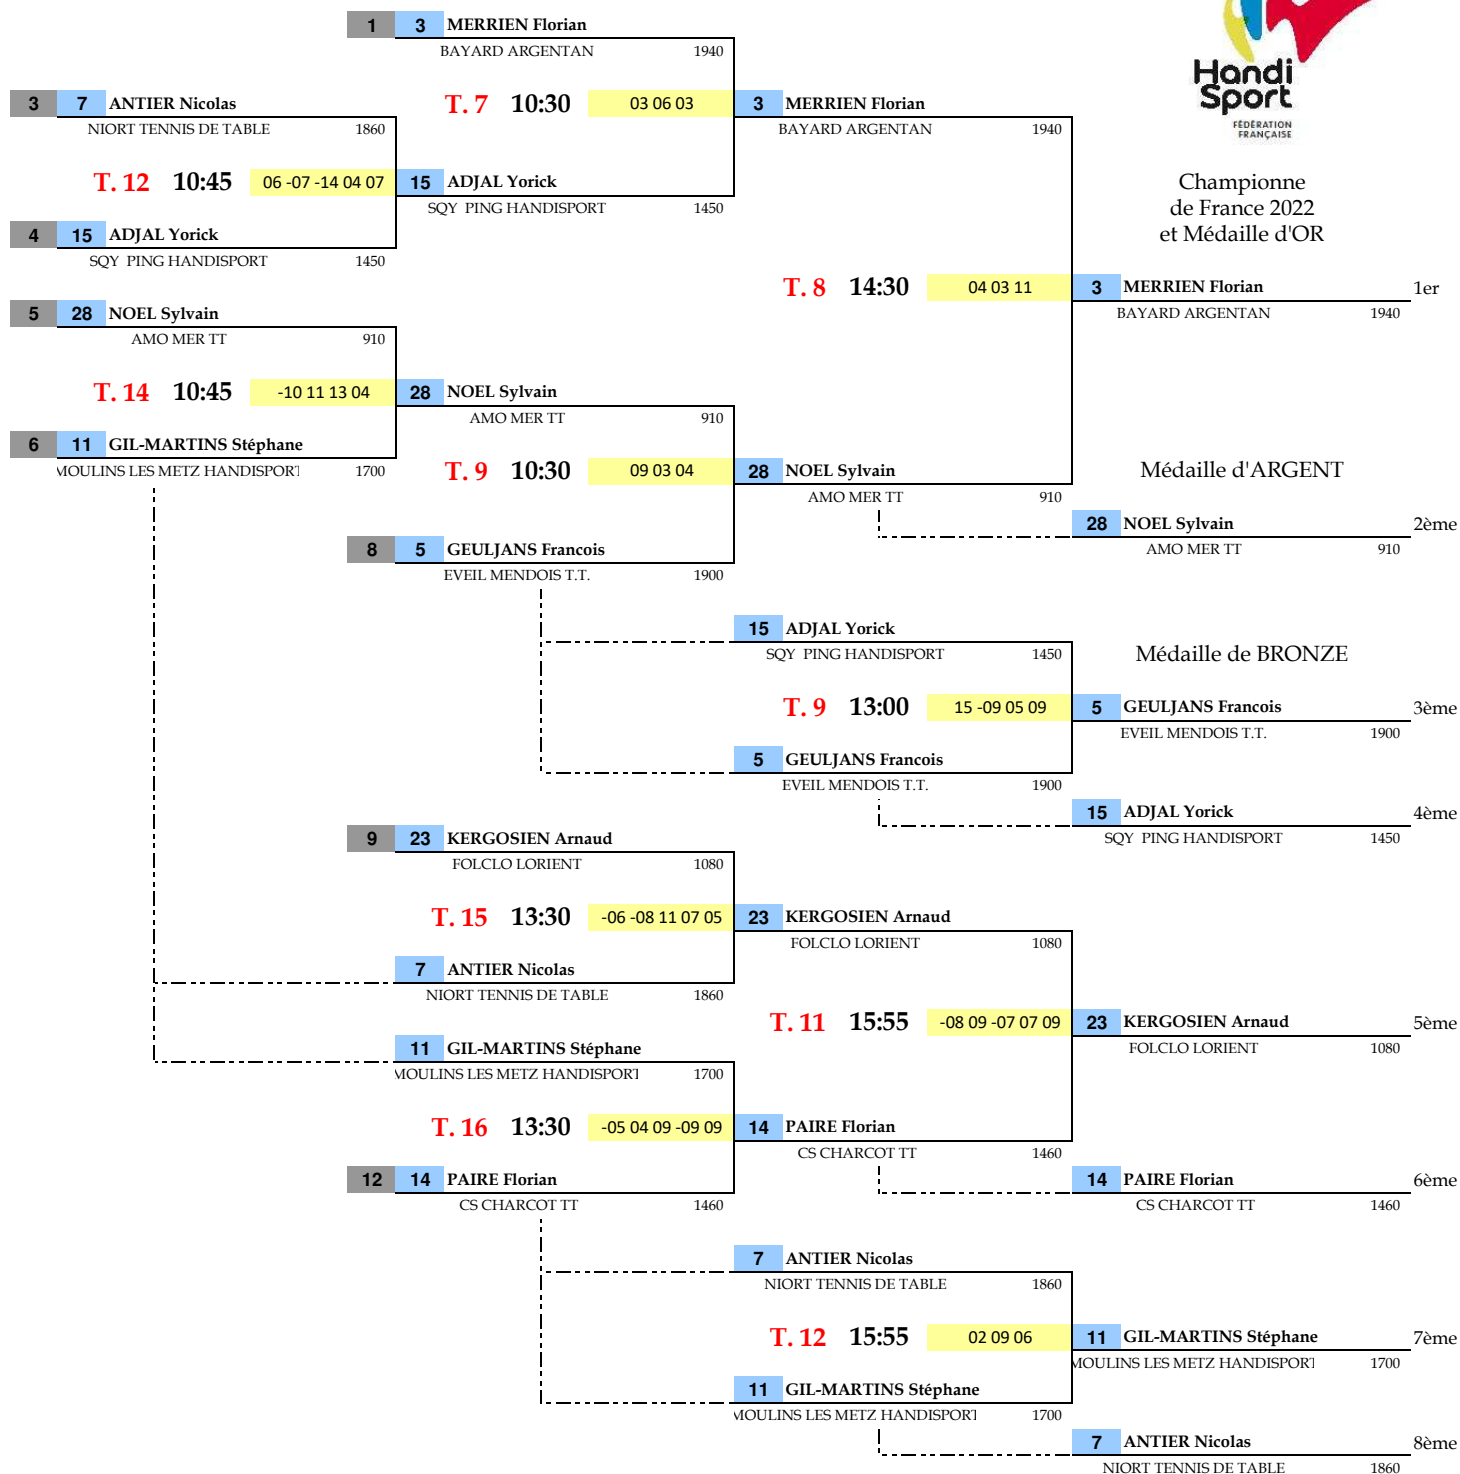 1 3 MERRIEN Florian
BAYARD ARGENTAN 1940
Handi
Sport
FÉDÉRATION
FRANÇAISE
3 7 ANTIER Nicolas
NIORT TENNIS DE TABLE 1860
T. 7 10:30 03 06 03
3 MERRIEN Florian
BAYARD ARGENTAN 1940
T. 12 10:45 06 -07 -14 04 07
15 ADJAL Yorick
SQY PING HANDISPORT 1450
Championne
de France 2022
et Médaille d'OR
4 15 ADJAL Yorick
SQY PING HANDISPORT 1450
T. 8 14:30 04 03 11
3 MERRIEN Florian 1er
BAYARD ARGENTAN 1940
5 28 NOEL Sylvain
AMO MER TT 910
T. 14 10:45 -10 11 13 04
28 NOEL Sylvain
AMO MER TT 910
6 11 GIL-MARTINS Stéphane
MOULINS LES METZ HANDISPORT 1700
T. 9 10:30 09 03 04
28 NOEL Sylvain
AMO MER TT 910
Médaille d'ARGENT
28 NOEL Sylvain 2ème
AMO MER TT 910
8 5 GEULJANS Francois
EVEIL MENDOIS T.T. 1900
15 ADJAL Yorick
SQY PING HANDISPORT 1450
Médaille de BRONZE
T. 9 13:00 15 -09 05 09
5 GEULJANS Francois 3ème
EVEIL MENDOIS T.T. 1900
5 GEULJANS Francois
EVEIL MENDOIS T.T. 1900
15 ADJAL Yorick 4ème
SQY PING HANDISPORT 1450
9 23 KERGOSIEN Arnaud
FOLCLO LORIENT 1080
T. 15 13:30 -06 -08 11 07 05
23 KERGOSIEN Arnaud
FOLCLO LORIENT 1080
7 ANTIER Nicolas
NIORT TENNIS DE TABLE 1860
T. 11 15:55 -08 09 -07 07 09
23 KERGOSIEN Arnaud 5ème
FOLCLO LORIENT 1080
11 GIL-MARTINS Stéphane
MOULINS LES METZ HANDISPORT 1700
T. 16 13:30 -05 04 09 -09 09
14 PAIRE Florian
CS CHARCOT TT 1460
12 14 PAIRE Florian
CS CHARCOT TT 1460
14 PAIRE Florian 6ème
CS CHARCOT TT 1460
7 ANTIER Nicolas
NIORT TENNIS DE TABLE 1860
T. 12 15:55 02 09 06
11 GIL-MARTINS Stéphane 7ème
MOULINS LES METZ HANDISPORT 1700
11 GIL-MARTINS Stéphane
MOULINS LES METZ HANDISPORT 1700
7 ANTIER Nicolas 8ème
NIORT TENNIS DE TABLE 1860